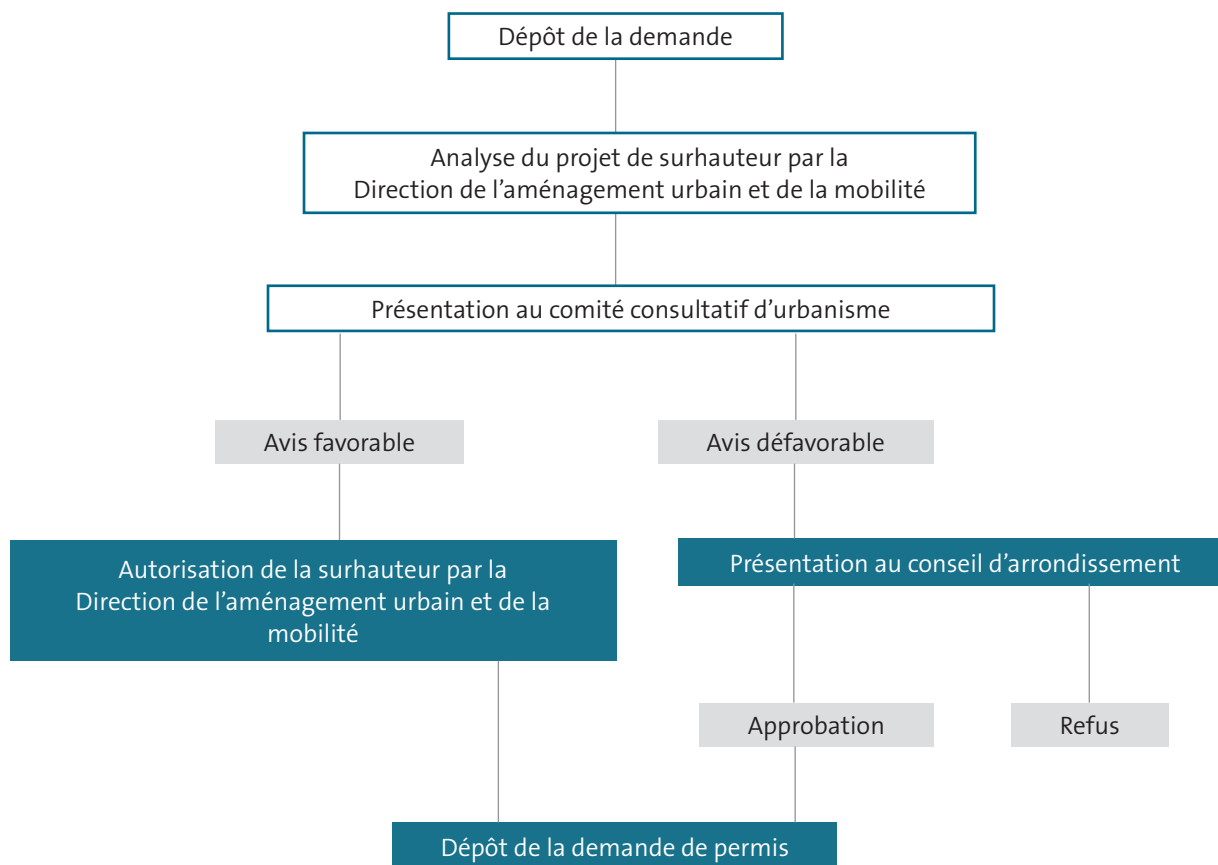 Dépôt de la demande
Analyse du projet de surhauteur par la
Direction de l’aménagement urbain et de la mobilité
Présentation au comité consultatif d’urbanisme
Avis favorable
Avis défavorable
Autorisation de la surhauteur par la
Direction de l’aménagement urbain et de la
mobilité
Présentation au conseil d’arrondissement
Approbation
Refus
Dépôt de la demande de permis